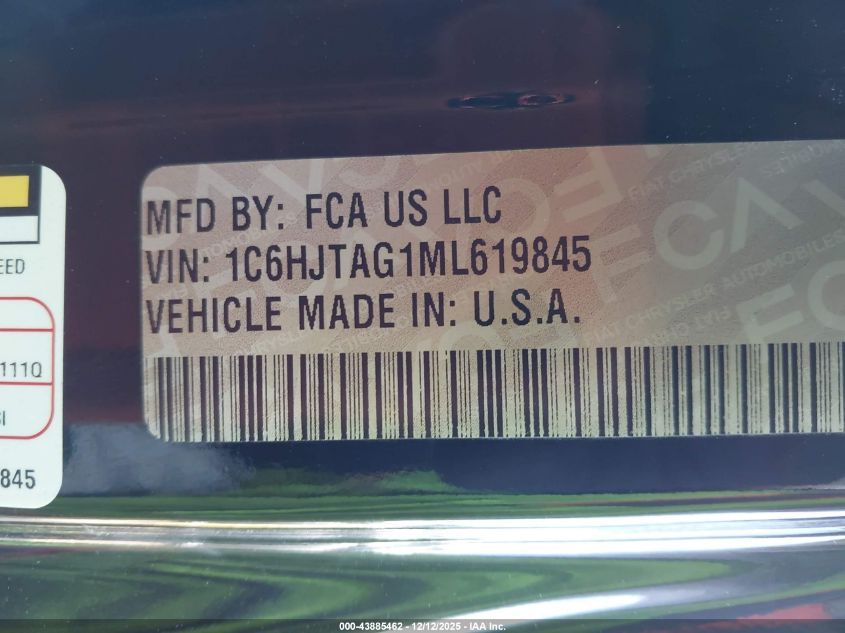 MFD BY: FCA US LLC
VIN: 1C6HJTAG1ML619845
VEHICLE MADE IN: U.S.A.
EED
111Q
SI
845
000-43885462 - 12/12/2025 - IAA Inc.